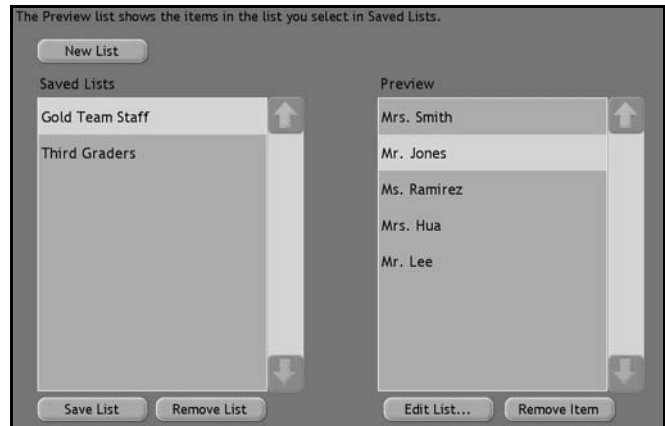 The Preview list shows the items in the list you select in Saved Lists.
New List
Saved Lists
Gold Team Staff
Third Graders
Save List
Remove List
Preview
Mrs. Smith
Mr. Jones
Ms. Ramirez
Mrs. Hua
Mr. Lee
Edit List...
Remove Item